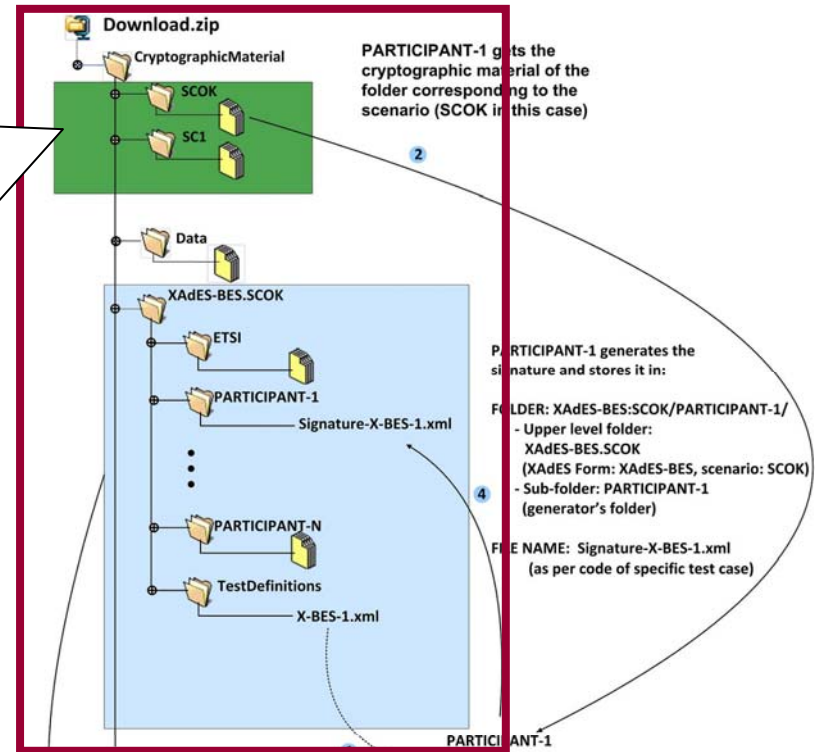 Download.zip
CryptographicMaterial
SCOK
SC1
PARTICIPANT-1 gets the
cryptographic material of the
folder corresponding to the
scenario (SCOK in this case)
2
Data
XAdES-BES.SCOK
ETSI
PARTICIPANT-1
Signature-X-BES-1.xml
PARTICIPANT-N
TestDefinitions
X-BES-1.xml
PARTICIPANT-1 generates the
signature and stores it in:
FOLDER: XAdES-BES:SCOK/PARTICIPANT-1/
- Upper level folder:
XAdES-BES.SCOK
(XAdES Form: XAdES-BES, scenario: SCOK)
- Sub-folder: PARTICIPANT-1
(generator's folder)
4
FILE NAME: Signature-X-BES-1.xml
(as per code of specific test case)
PARTICIPANT-1